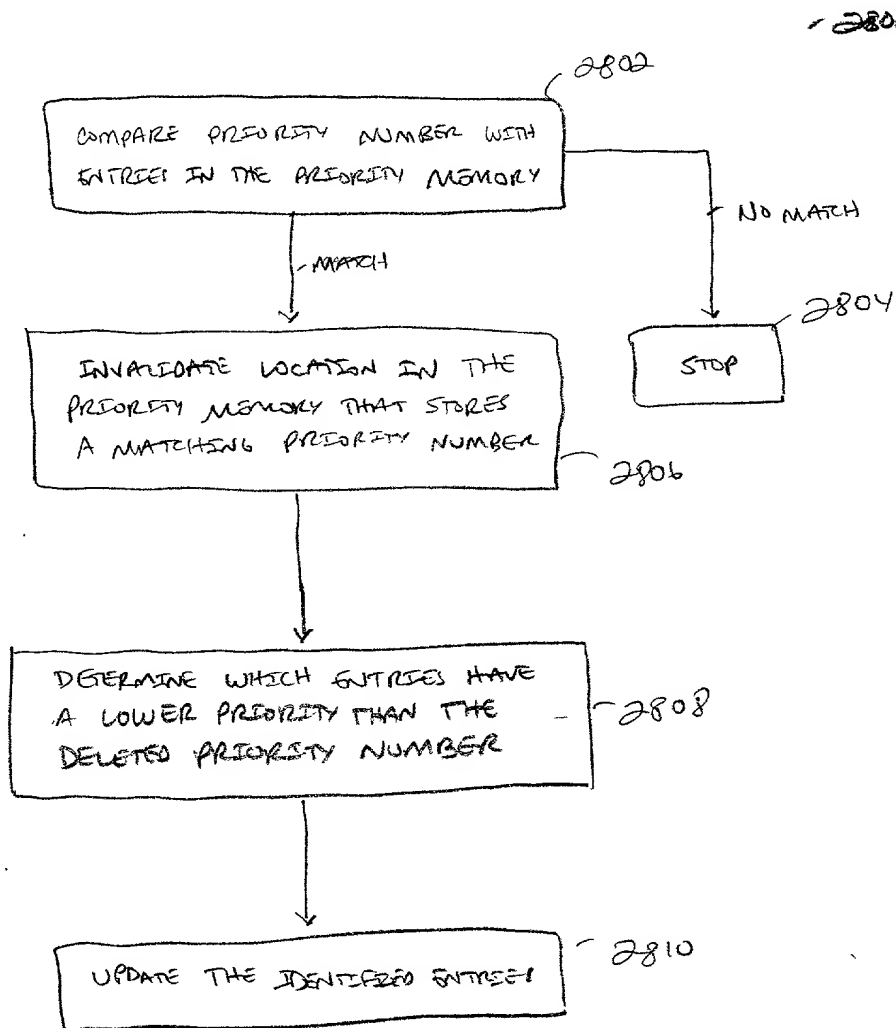 2802
COMPARE PRIORITY NUMBER WITH
ENTRIES IN THE PRIORITY MEMORY
NO MATCH
MATCH
2804
STOP
INVALIDATE LOCATION IN THE
PRIORITY MEMORY THAT STORES
A MATCHING PRIORITY NUMBER
2806
DETERMINE WHICH ENTRIES HAVE
A LOWER PRIORITY THAN THE
DELETED PRIORITY NUMBER
2808
2810
UPDATE THE IDENTIFIED ENTRIES